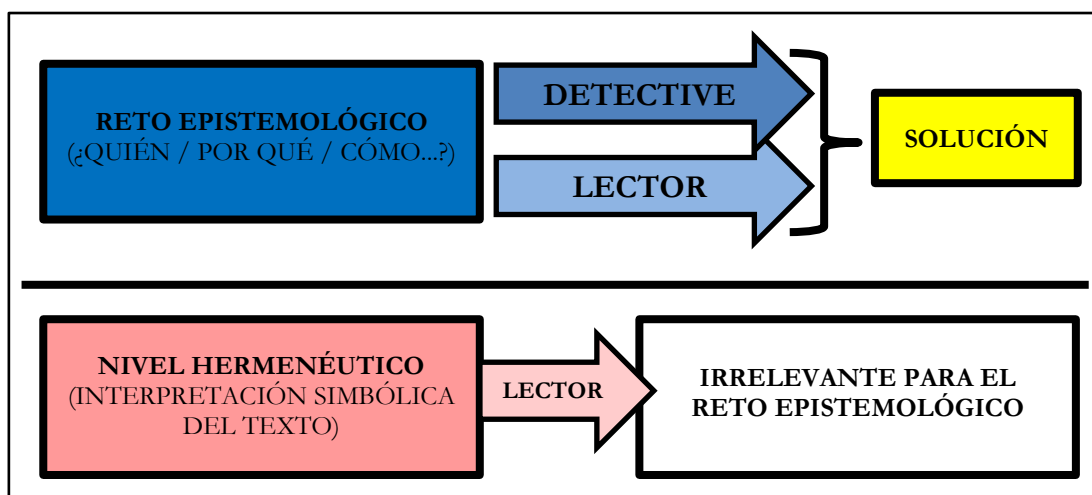 RETO EPISTEMOLÓGICO
(¿QUIÉN / POR QUÉ / CÓMO...?)
DETECTIVE
LECTOR
SOLUCIÓN
NIVEL HERMENÉUTICO
(INTERPRETACIÓN SIMBÓLICA
DEL TEXTO)
LECTOR
IRRELEVANTE PARA EL
RETO EPISTEMOLÓGICO